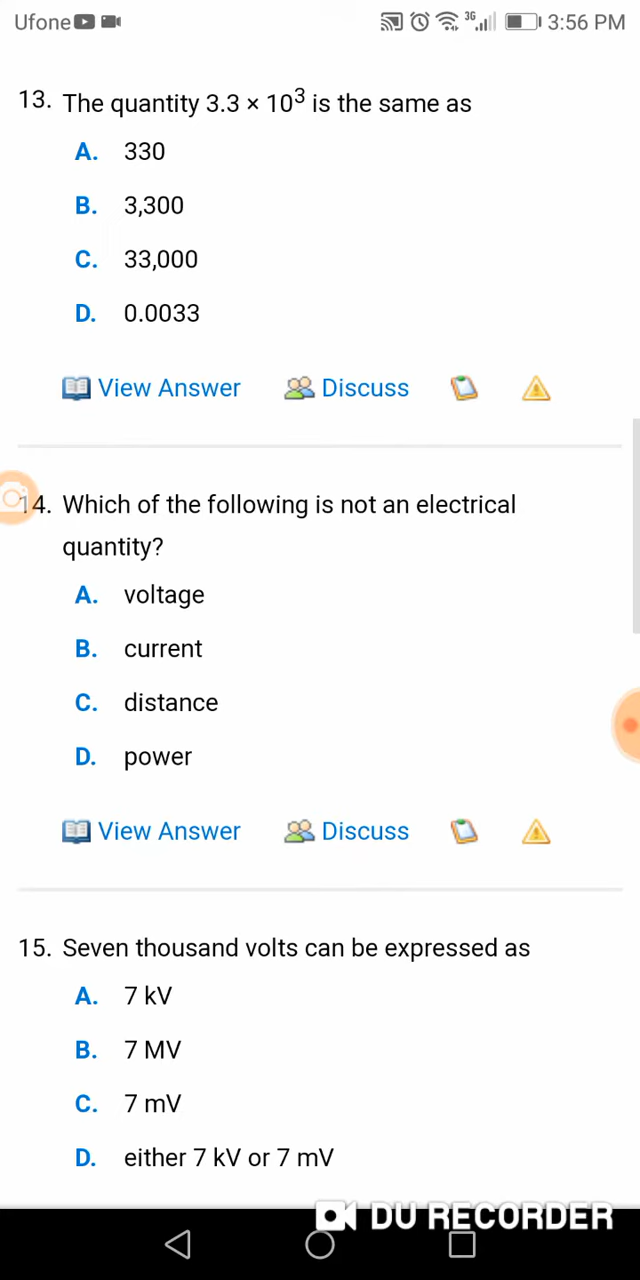 Ufone 3G 3:56 PM
13. The quantity 3.3 × 10³ is the same as
A. 330
B. 3,300
C. 33,000
D. 0.0033
View Answer Discuss
14. Which of the following is not an electrical
quantity?
A. voltage
B. current
C. distance
D. power
View Answer Discuss
15. Seven thousand volts can be expressed as
A. 7 kV
B. 7 MV
C. 7 mV
D. either 7 kV or 7 mV
DU RECORDER